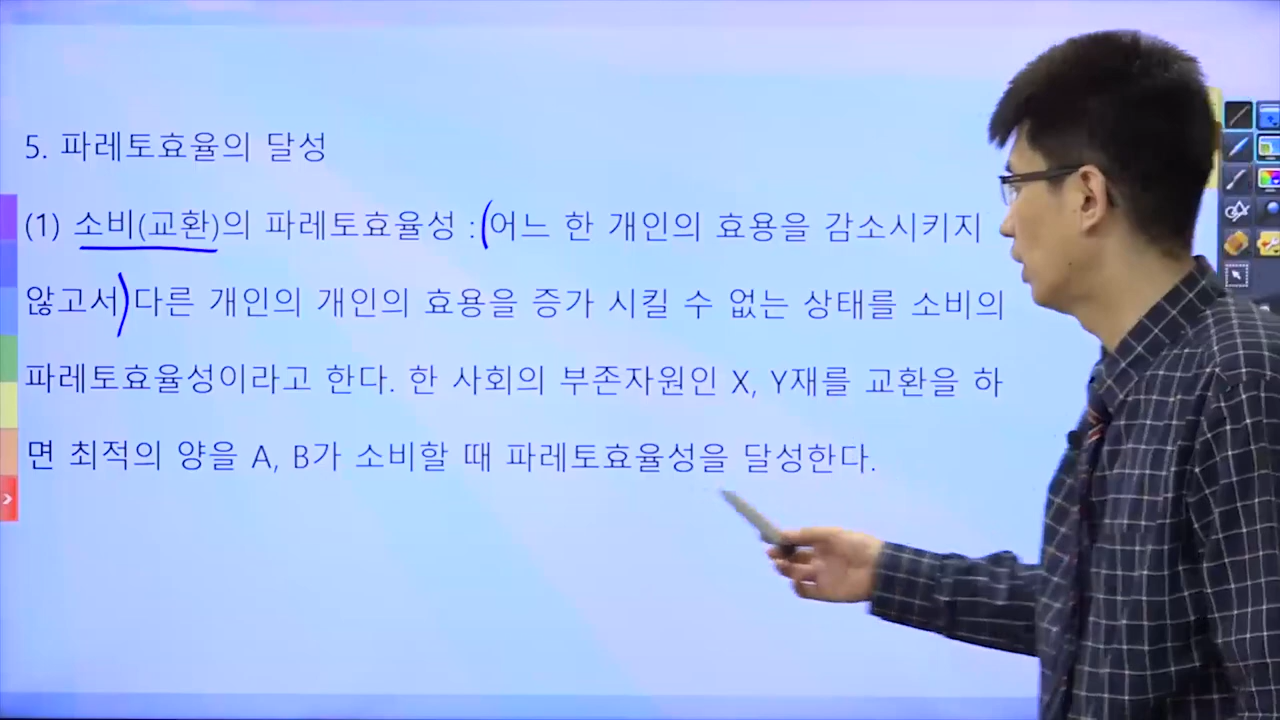 5. 파레토효율의 달성
(1) 소비(교환)의 파레토효율성 : (어느 한 개인의 효용을 감소시키지
않고서) 다른 개인의 개인의 효용을 증가 시킬 수 없는 상태를 소비의
파레토효율성이라고 한다. 한 사회의 부존자원인 X, Y재를 교환을 하
면 최적의 양을 A, B가 소비할 때 파레토효율성을 달성한다.